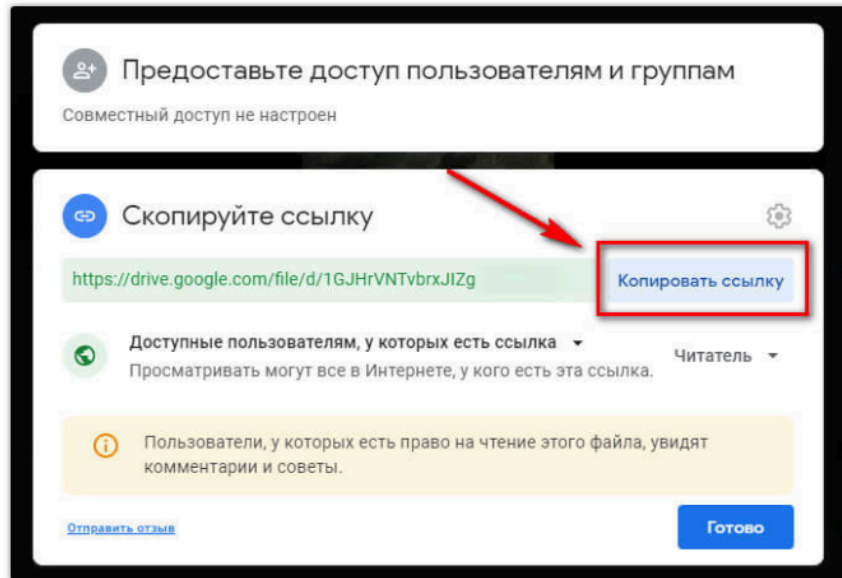 Предоставьте доступ пользователям и группам
Совместный доступ не настроен
Скопируйте ссылку
https://drive.google.com/file/d/1GJHrVNTvbrxJIZg
Копировать ссылку
Доступные пользователям, у которых есть ссылка
Читатель
Просматривать могут все в Интернете, у кого есть эта ссылка.
Пользователи, у которых есть право на чтение этого файла, увидят
комментарии и советы.
Отправить отзыв
Готово